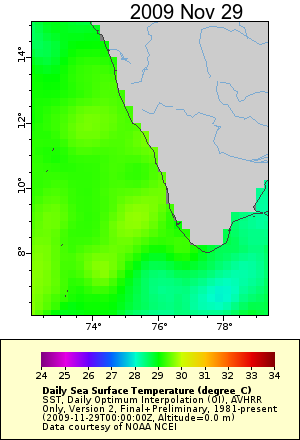 2009 Nov 29
14°
12°
10°
8°
74°
76°
78°
24 25 26 27 28 29 30 31 32 33 34
Daily Sea Surface Temperature (degree_C)
SST, Daily Optimum Interpolation (OI), AVHRR
Only, Version 2, Final+Preliminary, 1981-present
(2009-11-29T00:00:00Z, Altitude=0.0 m)
Data courtesy of NOAA NCEI